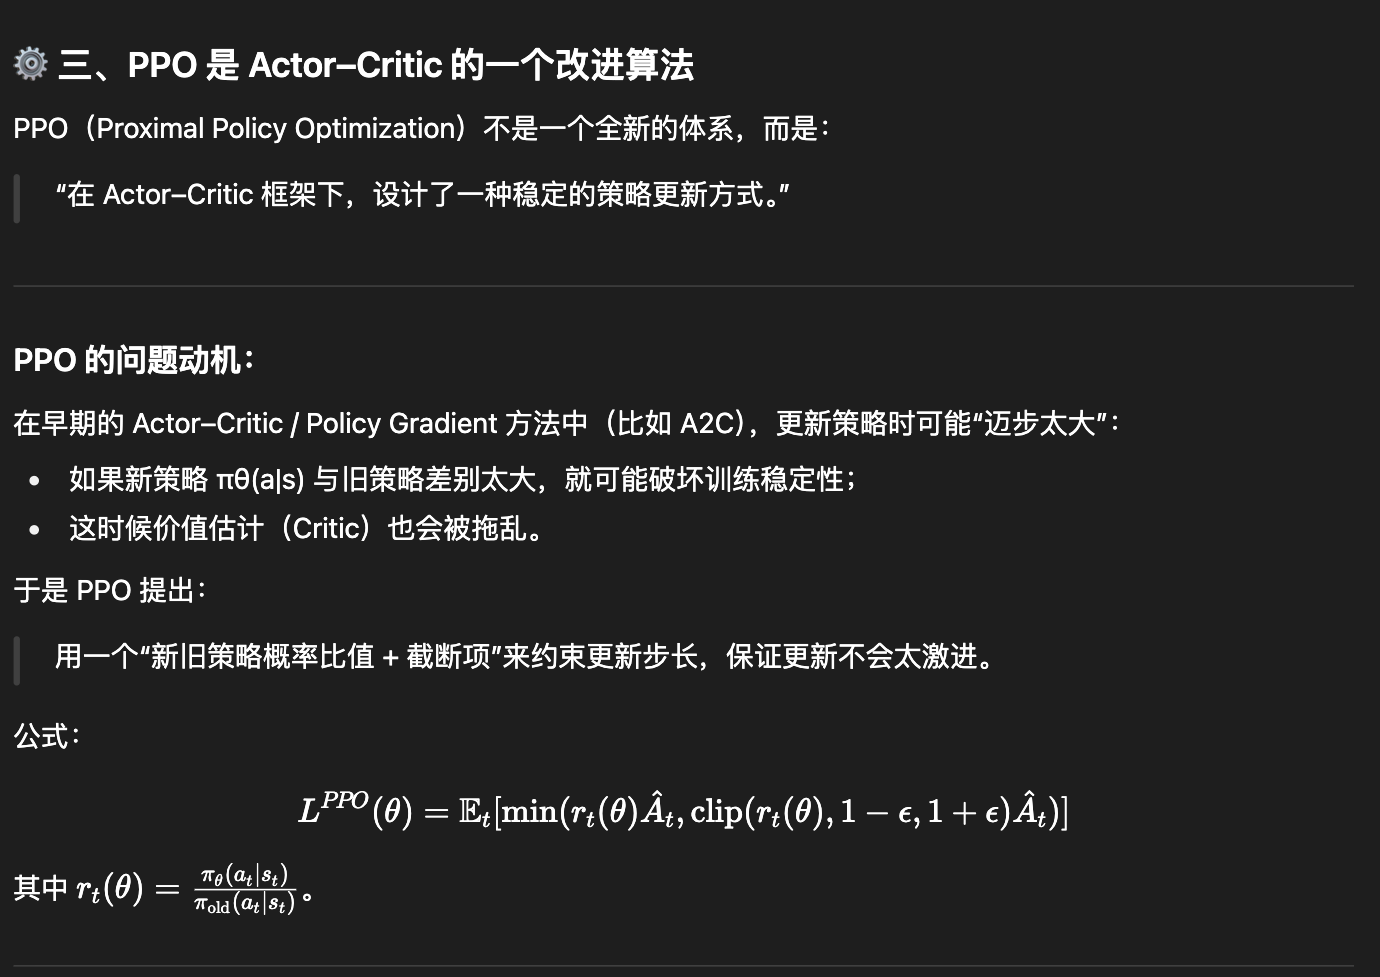 ⚙️ 三、PPO 是 Actor–Critic 的一个改进算法
PPO（Proximal Policy Optimization）不是一个全新的体系，而是：
“在 Actor–Critic 框架下，设计了一种稳定的策略更新方式。”
PPO 的问题动机：
在早期的 Actor–Critic / Policy Gradient 方法中（比如 A2C），更新策略时可能“迈步太大”：
• 如果新策略 πθ(a|s) 与旧策略差别太大，就可能破坏训练稳定性；
• 这时候价值估计（Critic）也会被拖乱。
于是 PPO 提出：
用一个“新旧策略概率比值 + 截断项”来约束更新步长，保证更新不会太激进。
公式：
$L^{PPO}(\theta) = \mathbb{E}_t[\min(r_t(\theta)\hat{A}_t, \text{clip}(r_t(\theta), 1-\epsilon, 1+\epsilon)\hat{A}_t)]$
其中 $r_t(\theta) = \frac{\pi_\theta(a_t|s_t)}{\pi_{\text{old}}(a_t|s_t)}$。